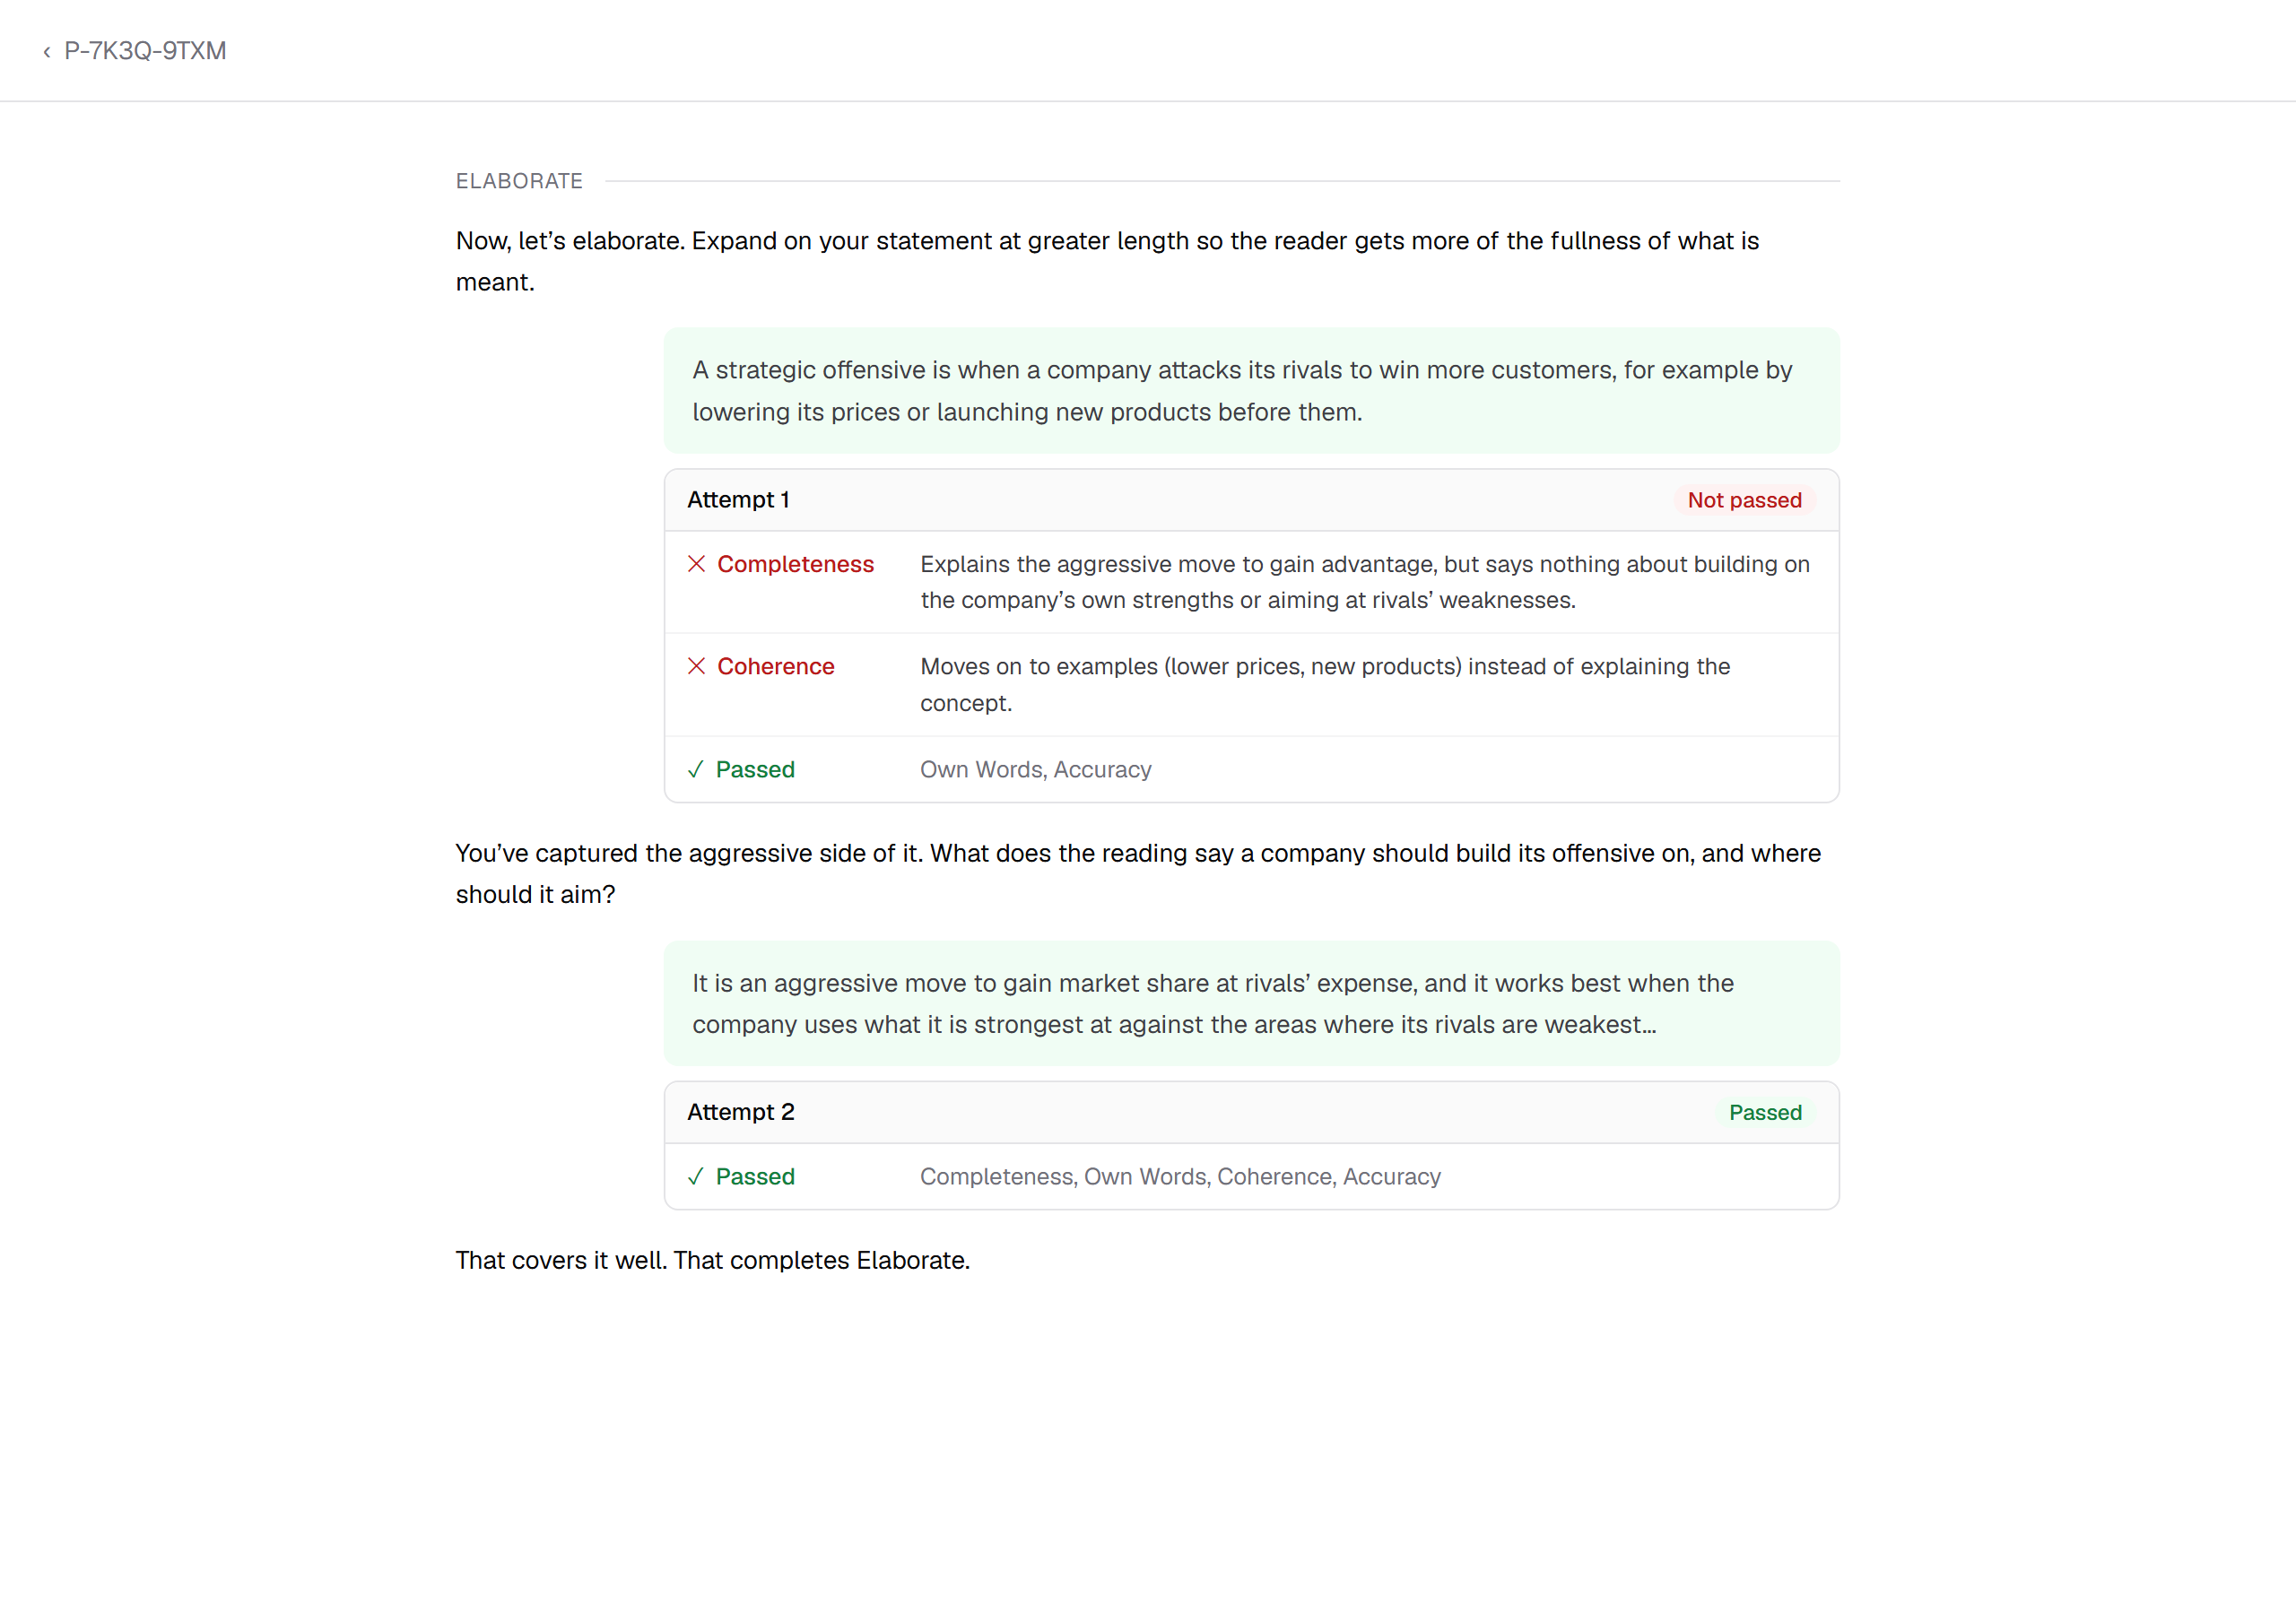 ‹ P-7K3Q-9TXM
ELABORATE
Now, let’s elaborate. Expand on your statement at greater length so the reader gets more of the fullness of what is
meant.
A strategic offensive is when a company attacks its rivals to win more customers, for example by
lowering its prices or launching new products before them.
Attempt 1 Not passed
✕ Completeness Explains the aggressive move to gain advantage, but says nothing about building on
the company’s own strengths or aiming at rivals’ weaknesses.
✕ Coherence Moves on to examples (lower prices, new products) instead of explaining the
concept.
✓ Passed Own Words, Accuracy
You’ve captured the aggressive side of it. What does the reading say a company should build its offensive on, and where
should it aim?
It is an aggressive move to gain market share at rivals’ expense, and it works best when the
company uses what it is strongest at against the areas where its rivals are weakest…
Attempt 2 Passed
✓ Passed Completeness, Own Words, Coherence, Accuracy
That covers it well. That completes Elaborate.